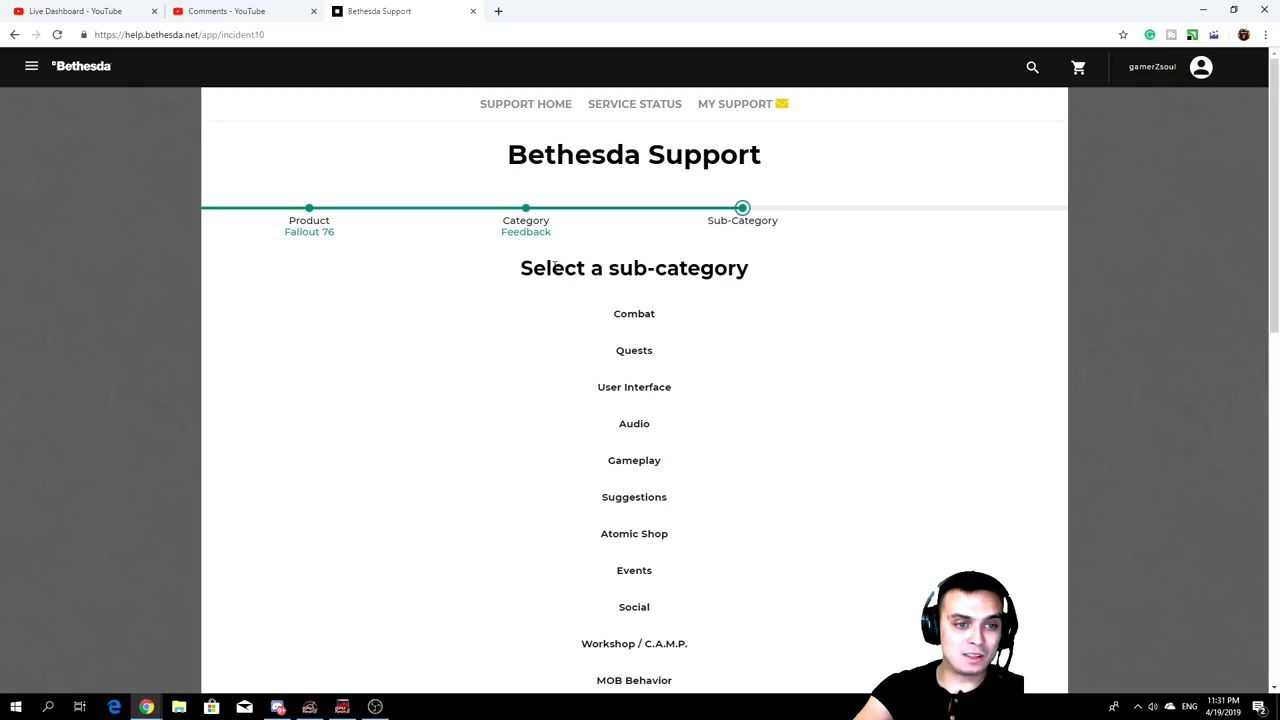 Live Dashboard - YouTube
Comments - YouTube
Bethesda Support
https://help.bethesda.net/app/incident10
Bethesda
gamerZsoul
SUPPORT HOME SERVICE STATUS MY SUPPORT
Bethesda Support
Product Category Sub-Category
Fallout 76 Feedback
Select a sub-category
Combat
Quests
User Interface
Audio
Gameplay
Suggestions
Atomic Shop
Events
Social
Workshop / C.A.M.P.
MOB Behavior
ENG
11:31 PM
4/19/2019
2